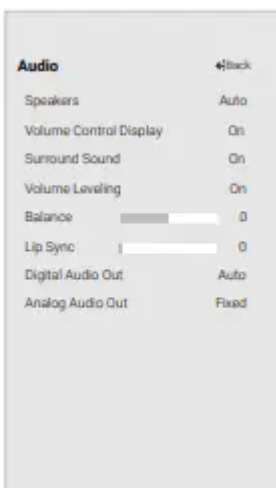 Audio Back
Speakers Auto
Volume Control Display On
Surround Sound On
Volume Leveling On
Balance 0
Lip Sync 0
Digital Audio Out Auto
Analog Audio Out Fixed